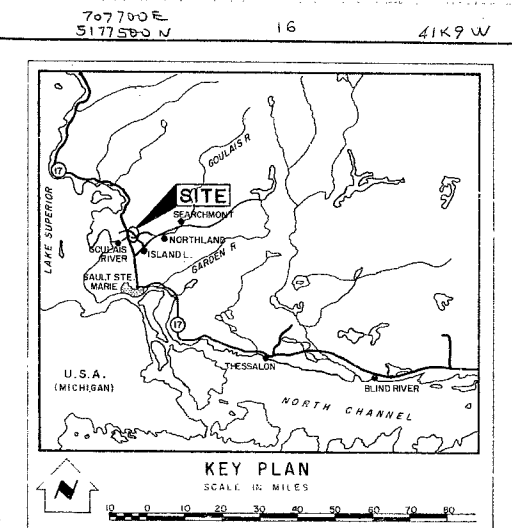 707700E
5177500 N
16
41K9 W
17
LAKE SUPERIOR
GOULAIS R
SITE
SEARCHMONT
NORTHLAND
GOULAIS
RIVER
ISLAND L.
GARDEN R
SAULT STE.
MARIE
17
THESSALON
BLIND RIVER
U.S.A.
(MICHIGAN)
NORTH CHANNEL
N
KEY PLAN
SCALE IN MILES
10 0 10 20 30 40 50 60 70 80